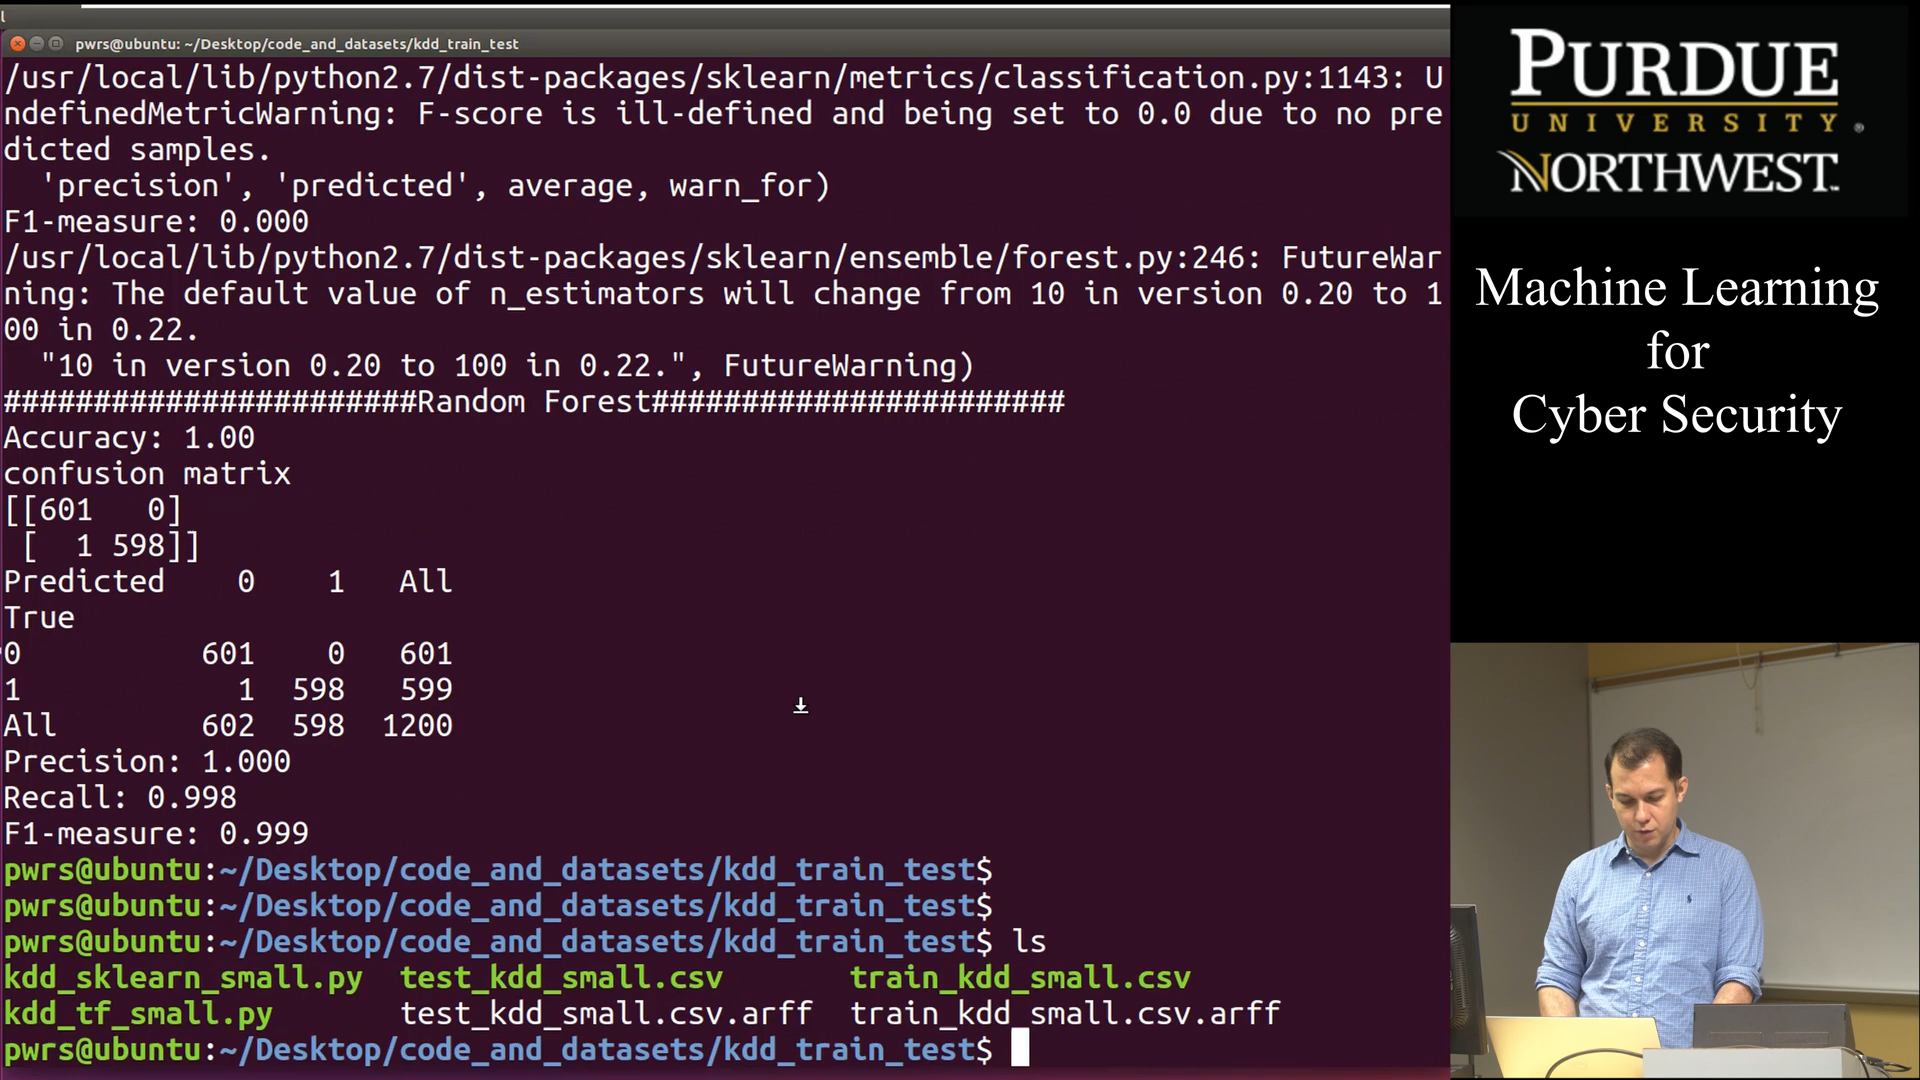 l
pwrs@ubuntu: ~/Desktop/code_and_datasets/kdd_train_test
/usr/local/lib/python2.7/dist-packages/sklearn/metrics/classification.py:1143: U
ndefinedMetricWarning: F-score is ill-defined and being set to 0.0 due to no pre
dicted samples.
  'precision', 'predicted', average, warn_for)
F1-measure: 0.000
/usr/local/lib/python2.7/dist-packages/sklearn/ensemble/forest.py:246: FutureWar
ning: The default value of n_estimators will change from 10 in version 0.20 to 1
00 in 0.22.
  "10 in version 0.20 to 100 in 0.22.", FutureWarning)
#######################Random Forest#######################
Accuracy: 1.00
confusion matrix
[[601   0]
 [  1 598]]
Predicted    0    1   All
True
0          601    0   601
1            1  598   599
All        602  598  1200
Precision: 1.000
Recall: 0.998
F1-measure: 0.999
pwrs@ubuntu:~/Desktop/code_and_datasets/kdd_train_test$
pwrs@ubuntu:~/Desktop/code_and_datasets/kdd_train_test$
pwrs@ubuntu:~/Desktop/code_and_datasets/kdd_train_test$ ls
kdd_sklearn_small.py  test_kdd_small.csv       train_kdd_small.csv
kdd_tf_small.py       test_kdd_small.csv.arff  train_kdd_small.csv.arff
pwrs@ubuntu:~/Desktop/code_and_datasets/kdd_train_test$
PURDUE
UNIVERSITY®
NORTHWEST™
Machine Learning
for
Cyber Security